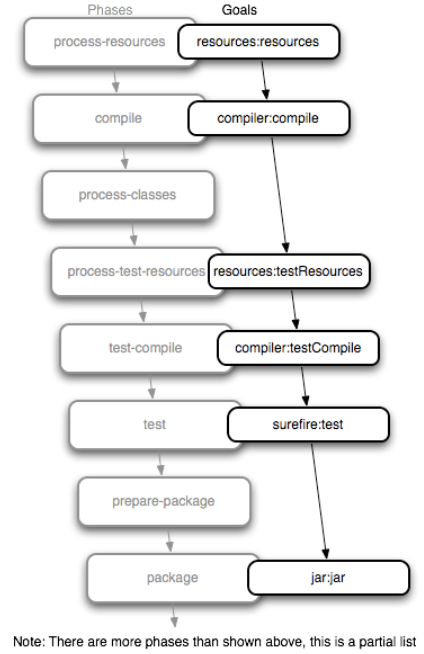 Phases Goals
process-resources resources:resources
compile compiler:compile
process-classes
process-test-resources resources:testResources
test-compile compiler:testCompile
test surefire:test
prepare-package
package jar:jar
Note: There are more phases than shown above, this is a partial list